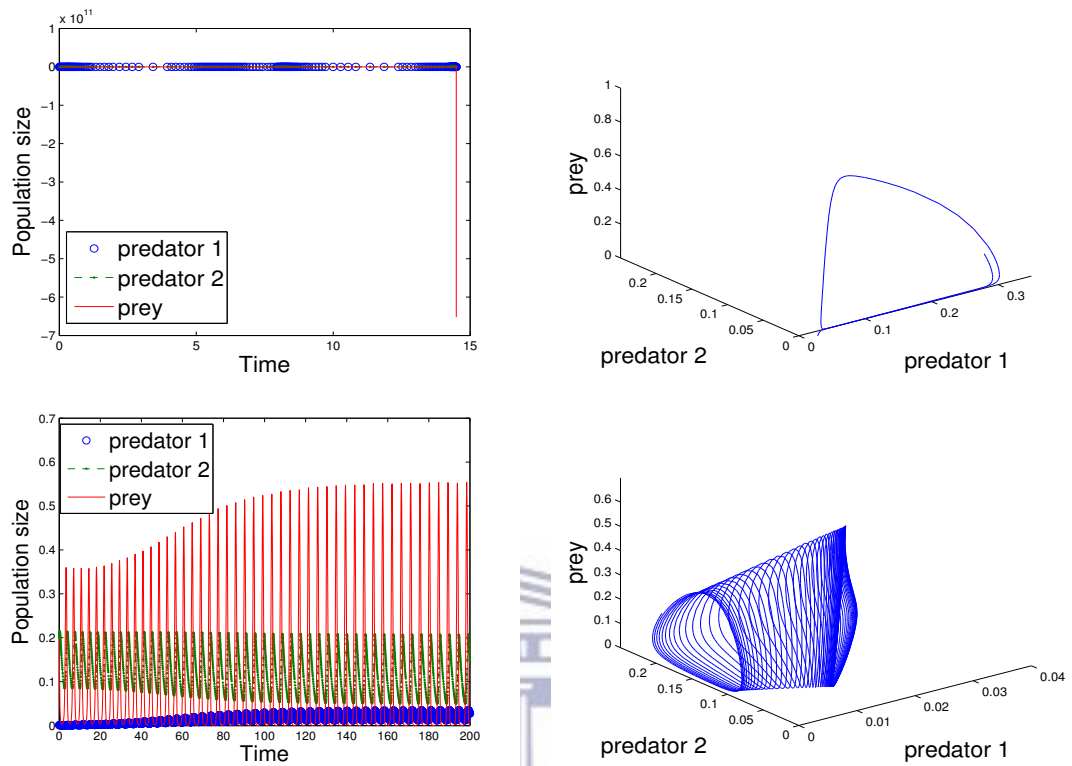 x 10^11
1
0
−1
−2
−3
−4
−5
−6
−7
0 5 10 15
Population size
Time
predator 1
predator 2
prey
1
0.8
0.6
0.4
0.2
0
prey
0.2
0.15
0.1
0.05
0
predator 2
0
0.1
0.2
0.3
predator 1
0.7
0.6
0.5
0.4
0.3
0.2
0.1
0
0 20 40 60 80 100 120 140 160 180 200
Population size
Time
predator 1
predator 2
prey
0.6
0.5
0.4
0.3
0.2
0.1
0
prey
0.2
0.15
0.1
0.05
0
predator 2
0
0.01
0.02
0.03
0.04
predator 1